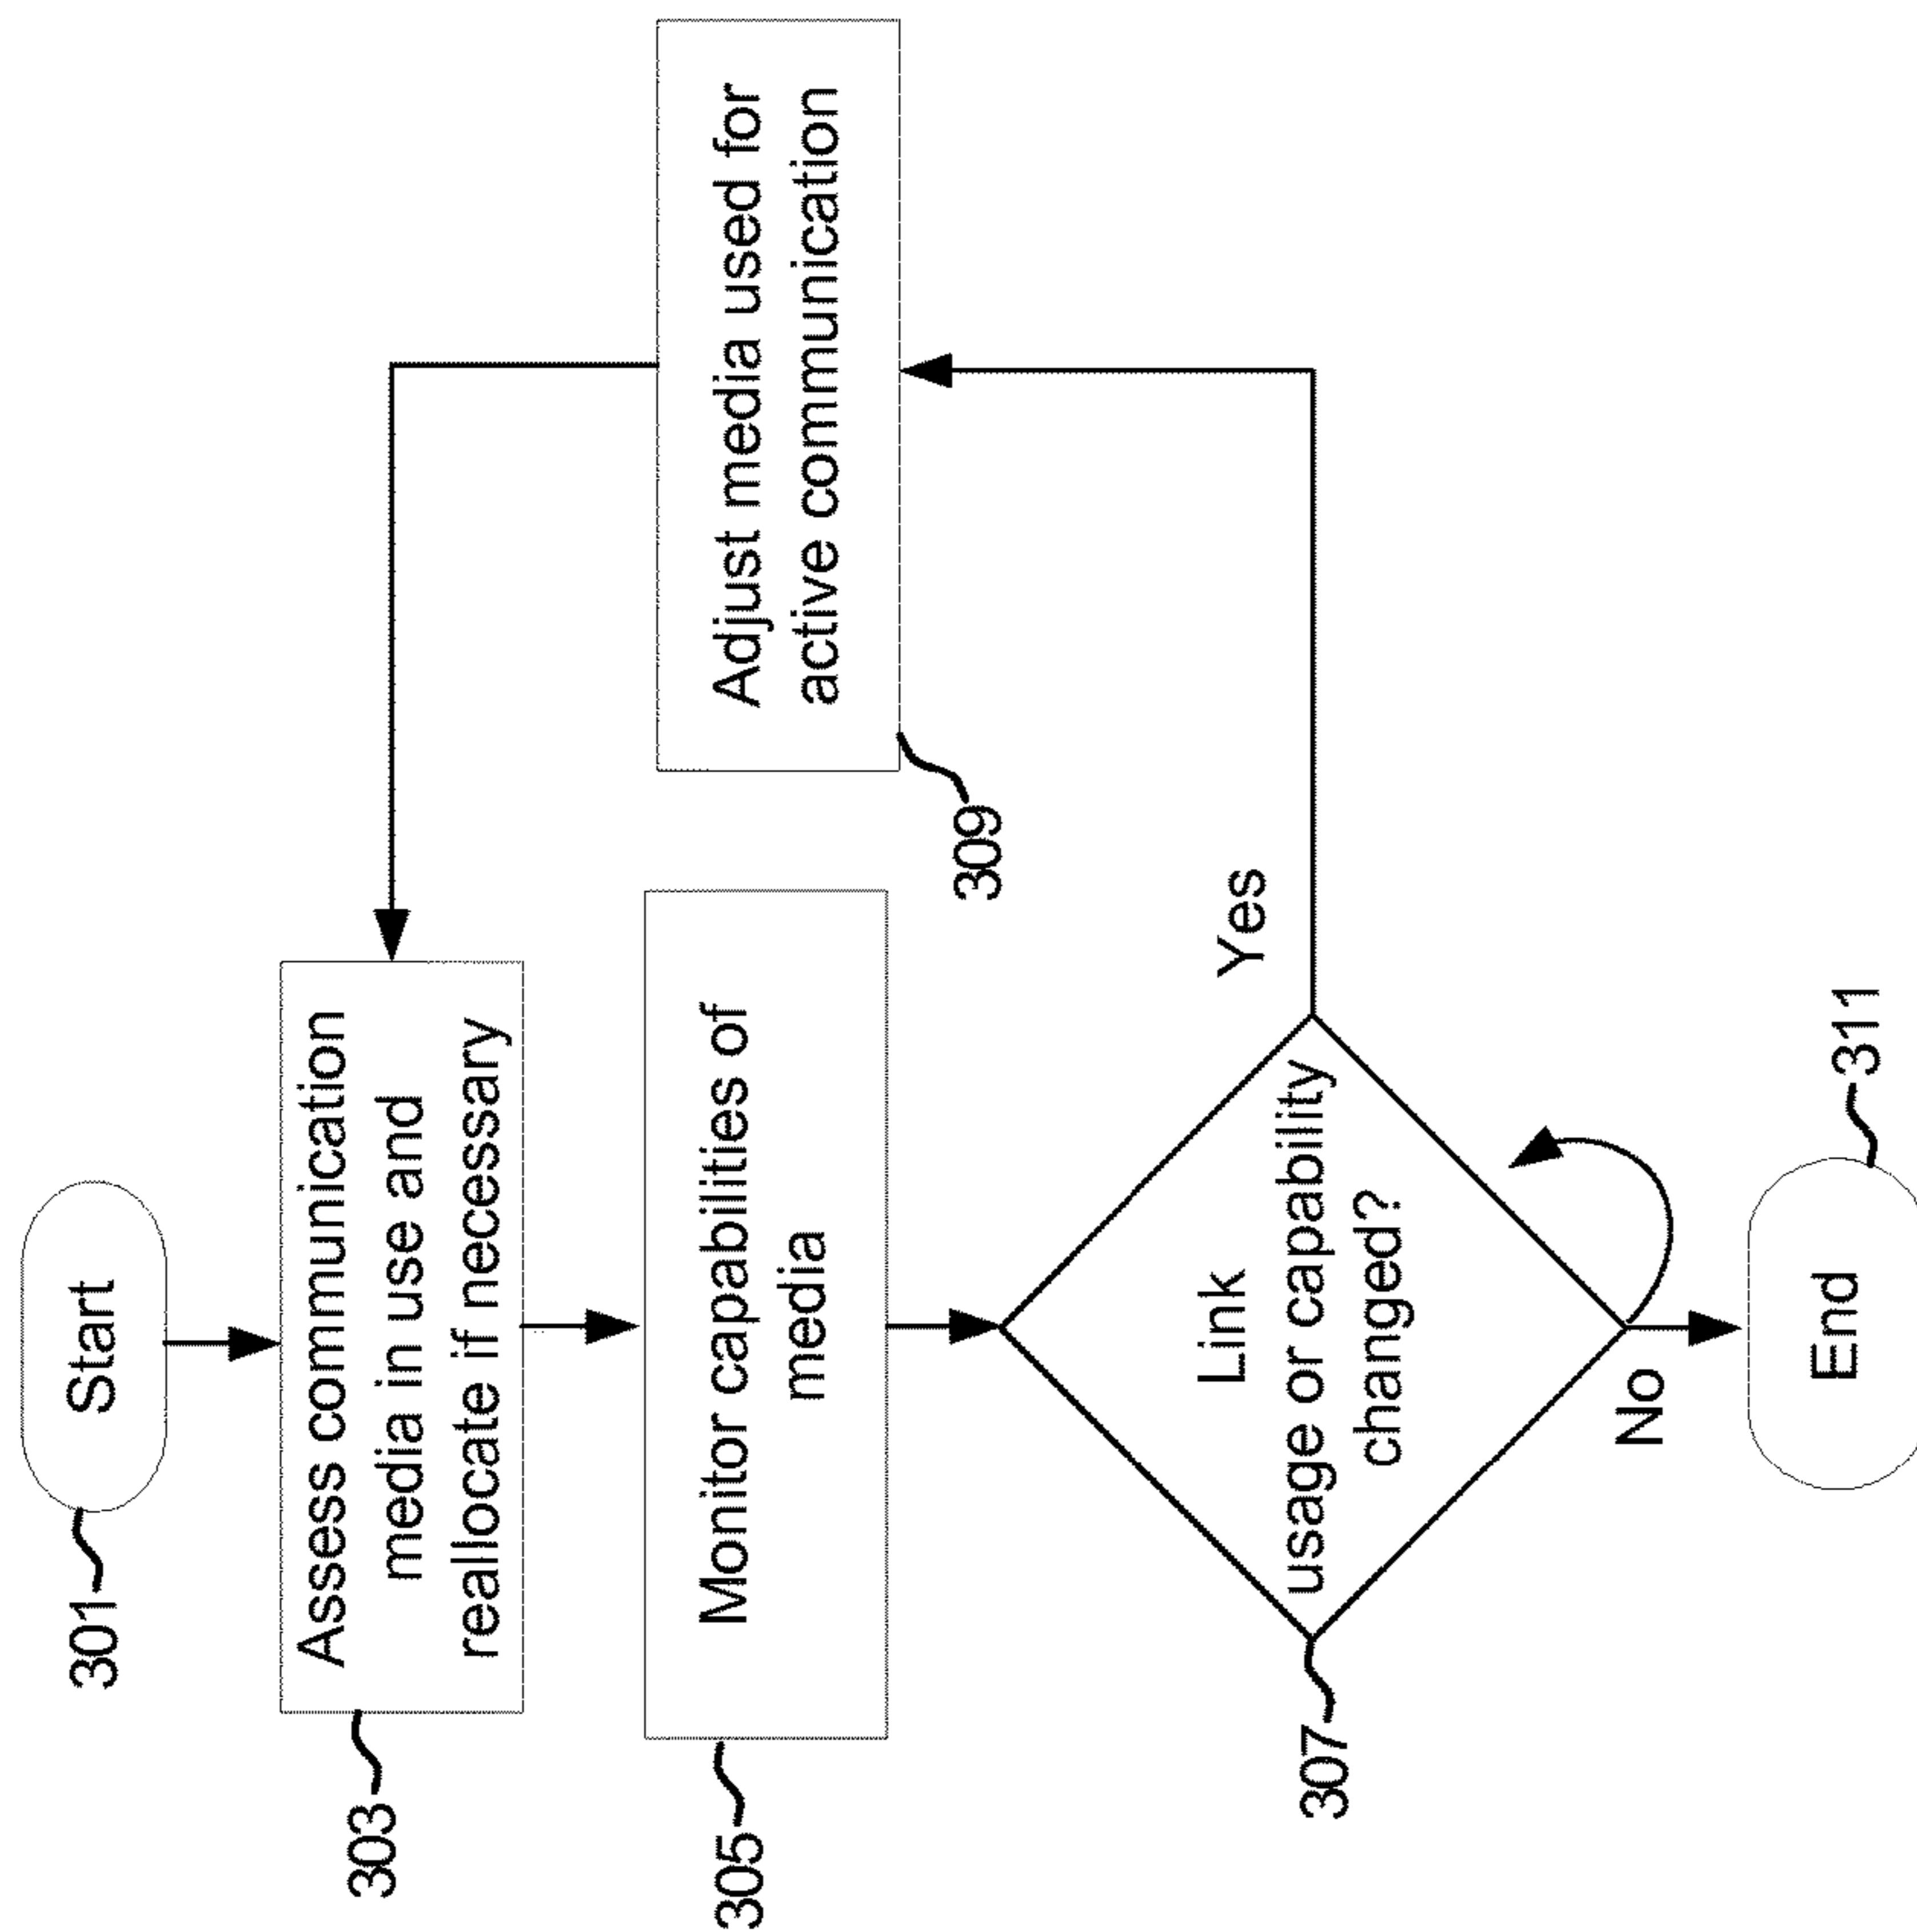 301
Start
303
Assess communication
media in use and
reallocate if necessary
305
Monitor capabilities of
media
307
Link
usage or capability
changed?
Yes
No
309
Adjust media used for
active communication
End
311